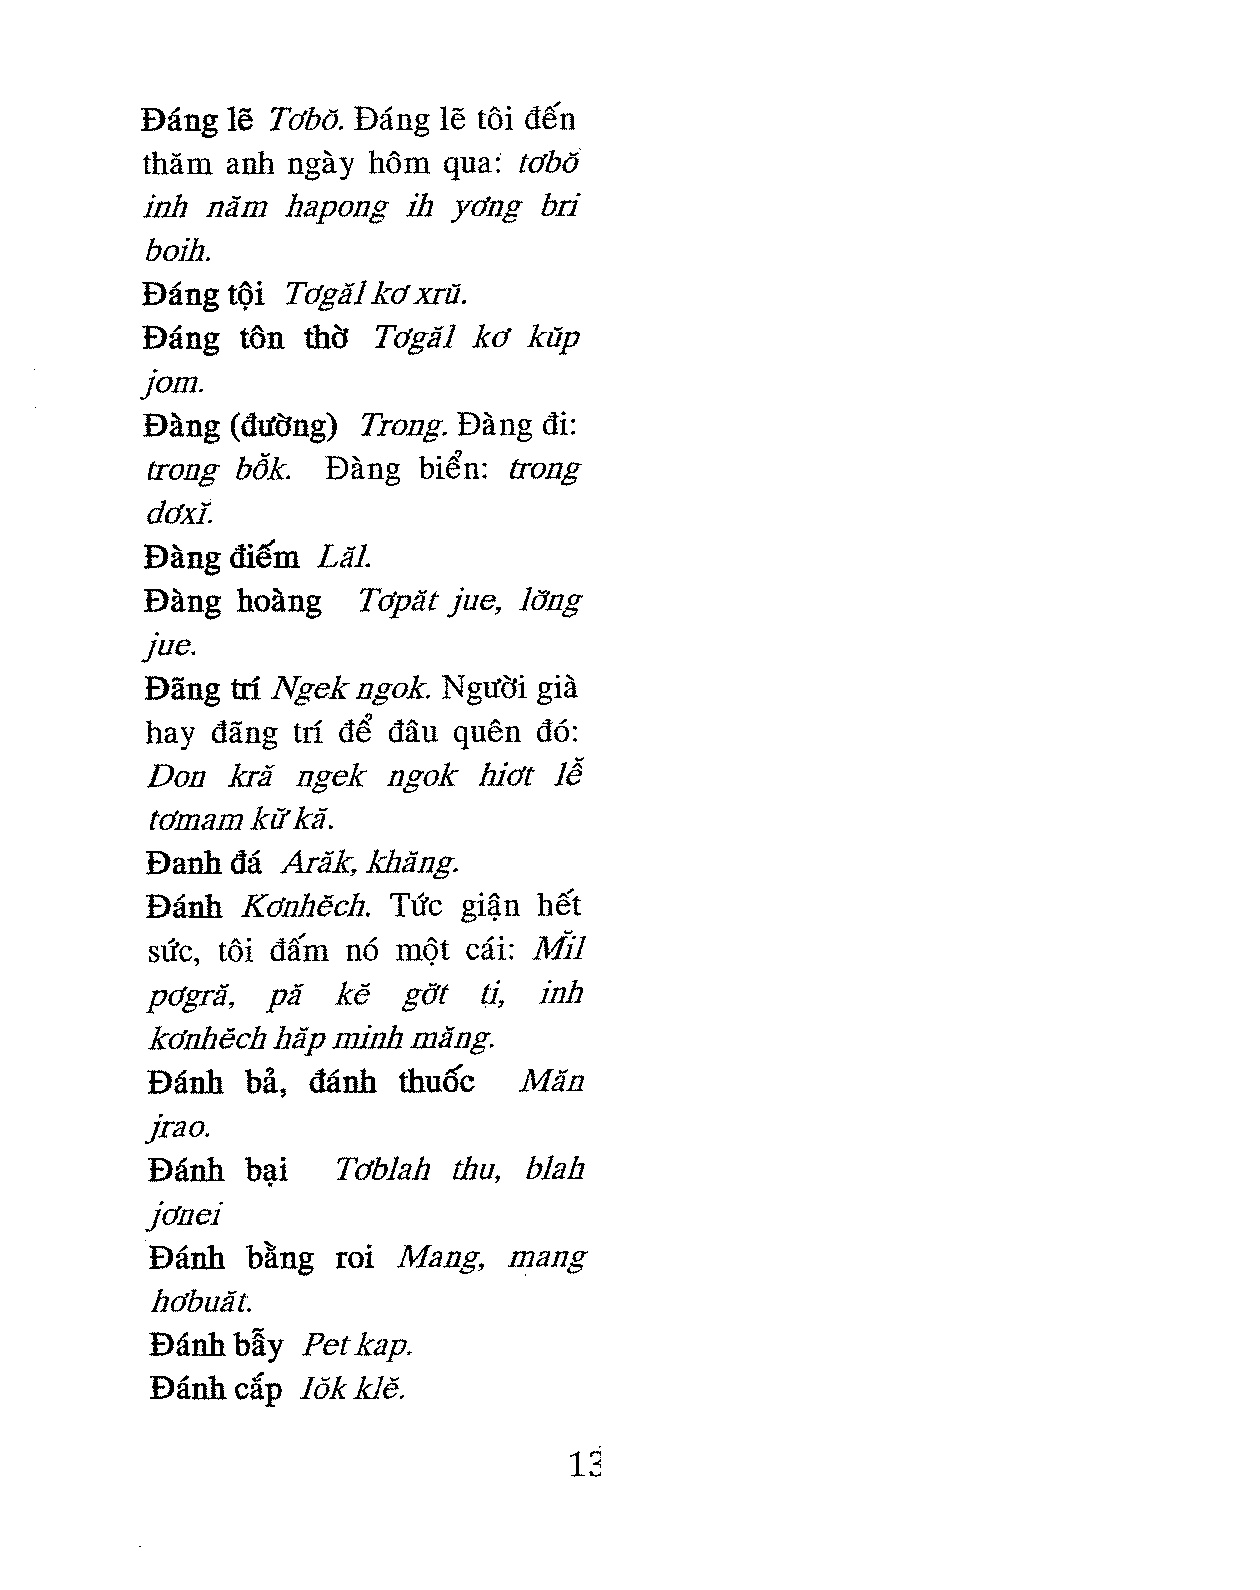 Đáng lẽ Tơbŏ. Đáng lẽ tôi đến
thăm anh ngày hôm qua: tơbŏ
inh năm hapong ih yơng bri
boih.
Đáng tội Tơgăl kơ xrŭ.
Đáng tôn thờ Tơgăl kơ kŭp
jom.
Đàng (đường) Trong. Đàng đi:
trong bô̆k. Đàng biển: trong
dơxĭ.
Đàng điếm Lăl.
Đàng hoàng Tơpăt jue, lơ̆ng
jue.
Đãng trí Ngek ngok. Người già
hay đãng trí để đâu quên đó:
Don kră ngek ngok hiơt lê̆
tơmam kư̆ kă.
Đanh đá Arăk, khăng.
Đánh Kơnhĕch. Tức giận hết
sức, tôi đấm nó một cái: Mĭl
pơgră, pă kĕ gơ̆t ti, inh
kơnhĕch hăp minh măng.
Đánh bả, đánh thuốc Măn
jrao.
Đánh bại Tơblah thu, blah
jơnei
Đánh bằng roi Mang, mang
hơbuăt.
Đánh bẫy Pet kap.
Đánh cắp Iŏk klĕ.
13